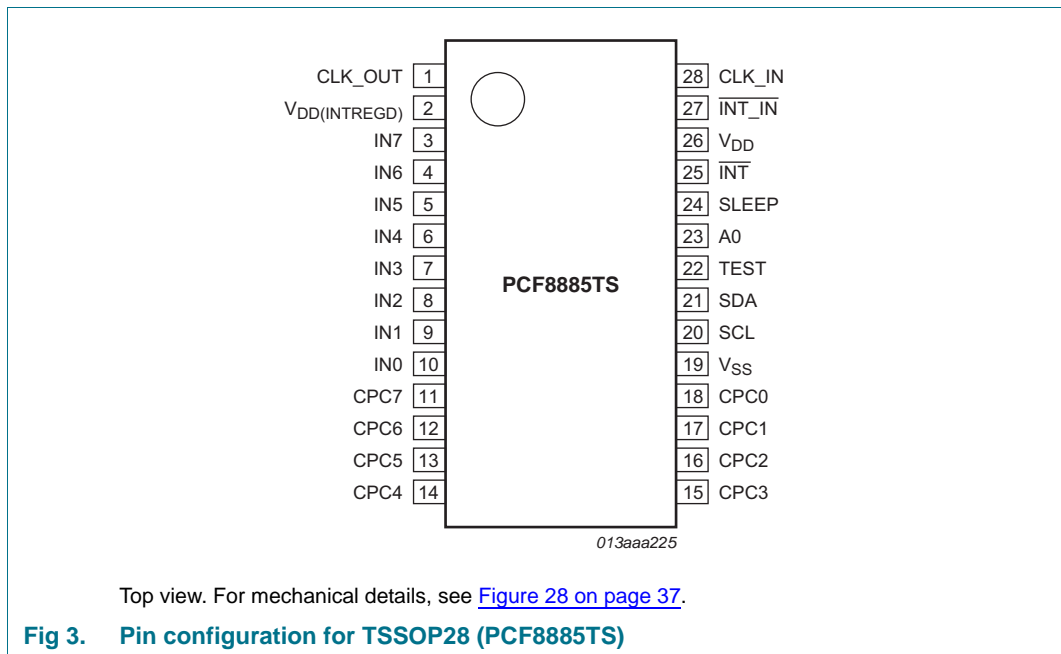 CLK_OUT 1 28 CLK_IN
VDD(INTREGD) 2 27 INT_IN
IN7 3 26 VDD
IN6 4 25 INT
IN5 5 24 SLEEP
IN4 6 23 A0
IN3 7 22 TEST
PCF8885TS
IN2 8 21 SDA
IN1 9 20 SCL
IN0 10 19 VSS
CPC7 11 18 CPC0
CPC6 12 17 CPC1
CPC5 13 16 CPC2
CPC4 14 15 CPC3
013aaa225
Top view. For mechanical details, see Figure 28 on page 37.
Fig 3. Pin configuration for TSSOP28 (PCF8885TS)